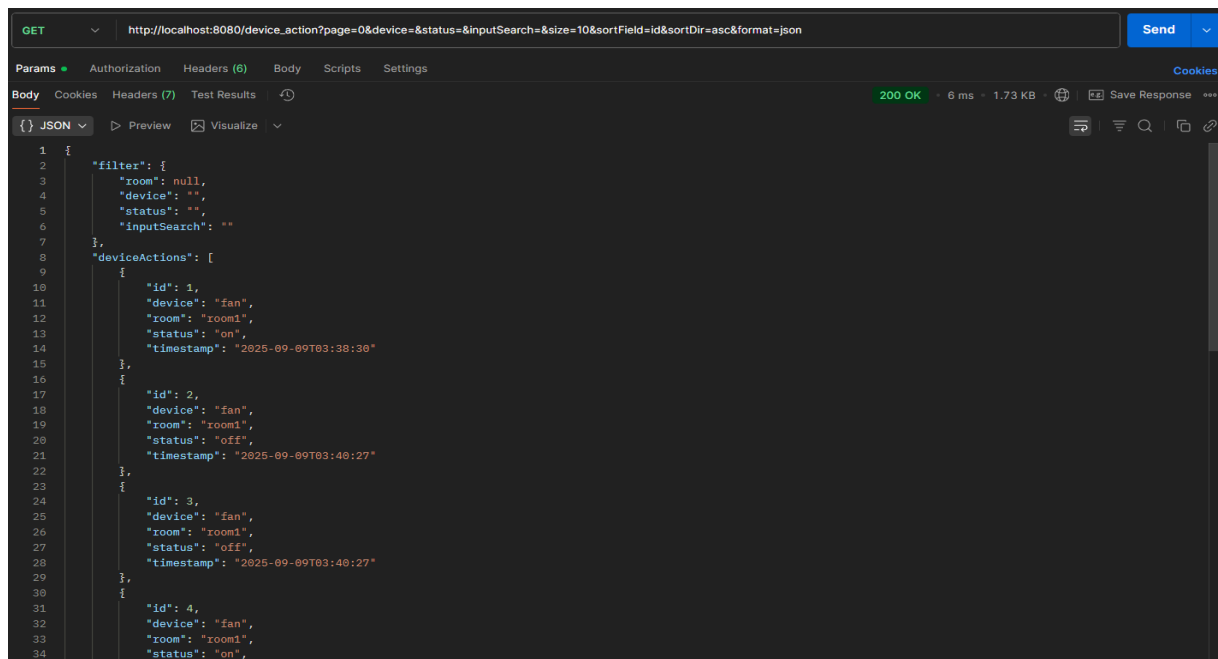 GET http://localhost:8080/device_action?page=0&device=&status=&inputSearch=&size=10&sortField=id&sortDir=asc&format=json Send
Params Authorization Headers (6) Body Scripts Settings Cookies
Body Cookies Headers (7) Test Results 200 OK 6 ms 1.73 KB Save Response
{} JSON Preview Visualize
1 {
2 "filter": {
3 "room": null,
4 "device": "",
5 "status": "",
6 "inputSearch": ""
7 },
8 "deviceActions": [
9 {
10 "id": 1,
11 "device": "fan",
12 "room": "room1",
13 "status": "on",
14 "timestamp": "2025-09-09T03:38:30"
15 },
16 {
17 "id": 2,
18 "device": "fan",
19 "room": "room1",
20 "status": "off",
21 "timestamp": "2025-09-09T03:40:27"
22 },
23 {
24 "id": 3,
25 "device": "fan",
26 "room": "room1",
27 "status": "off",
28 "timestamp": "2025-09-09T03:40:27"
29 },
30 {
31 "id": 4,
32 "device": "fan",
33 "room": "room1",
34 "status": "on",